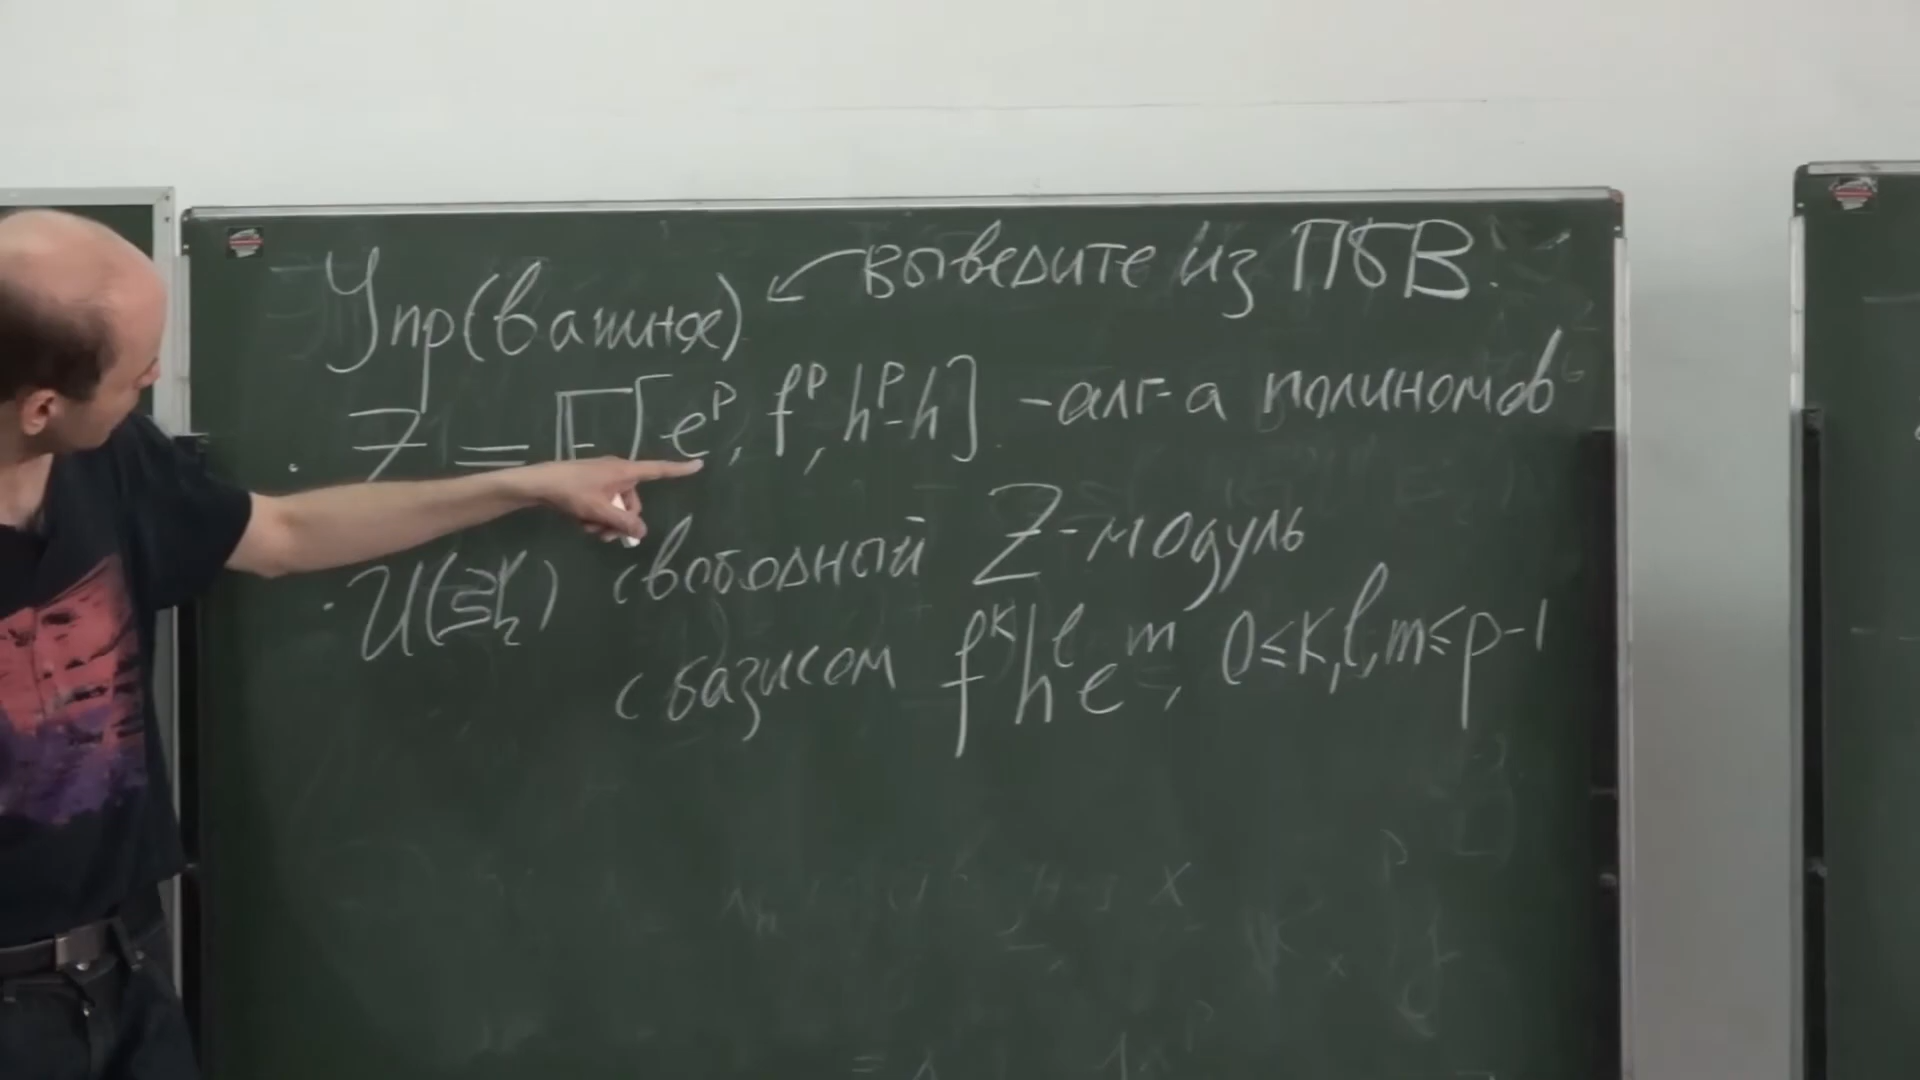 Упр(важное) ← выведите из ПБВ.
· Z = 𝔽[e^p, f^p, h^p-h] - алг-а полиномов
· U(sl_2) свободный Z-модуль
с базисом f^k h^l e^m, 0≤k,l,m≤p-1